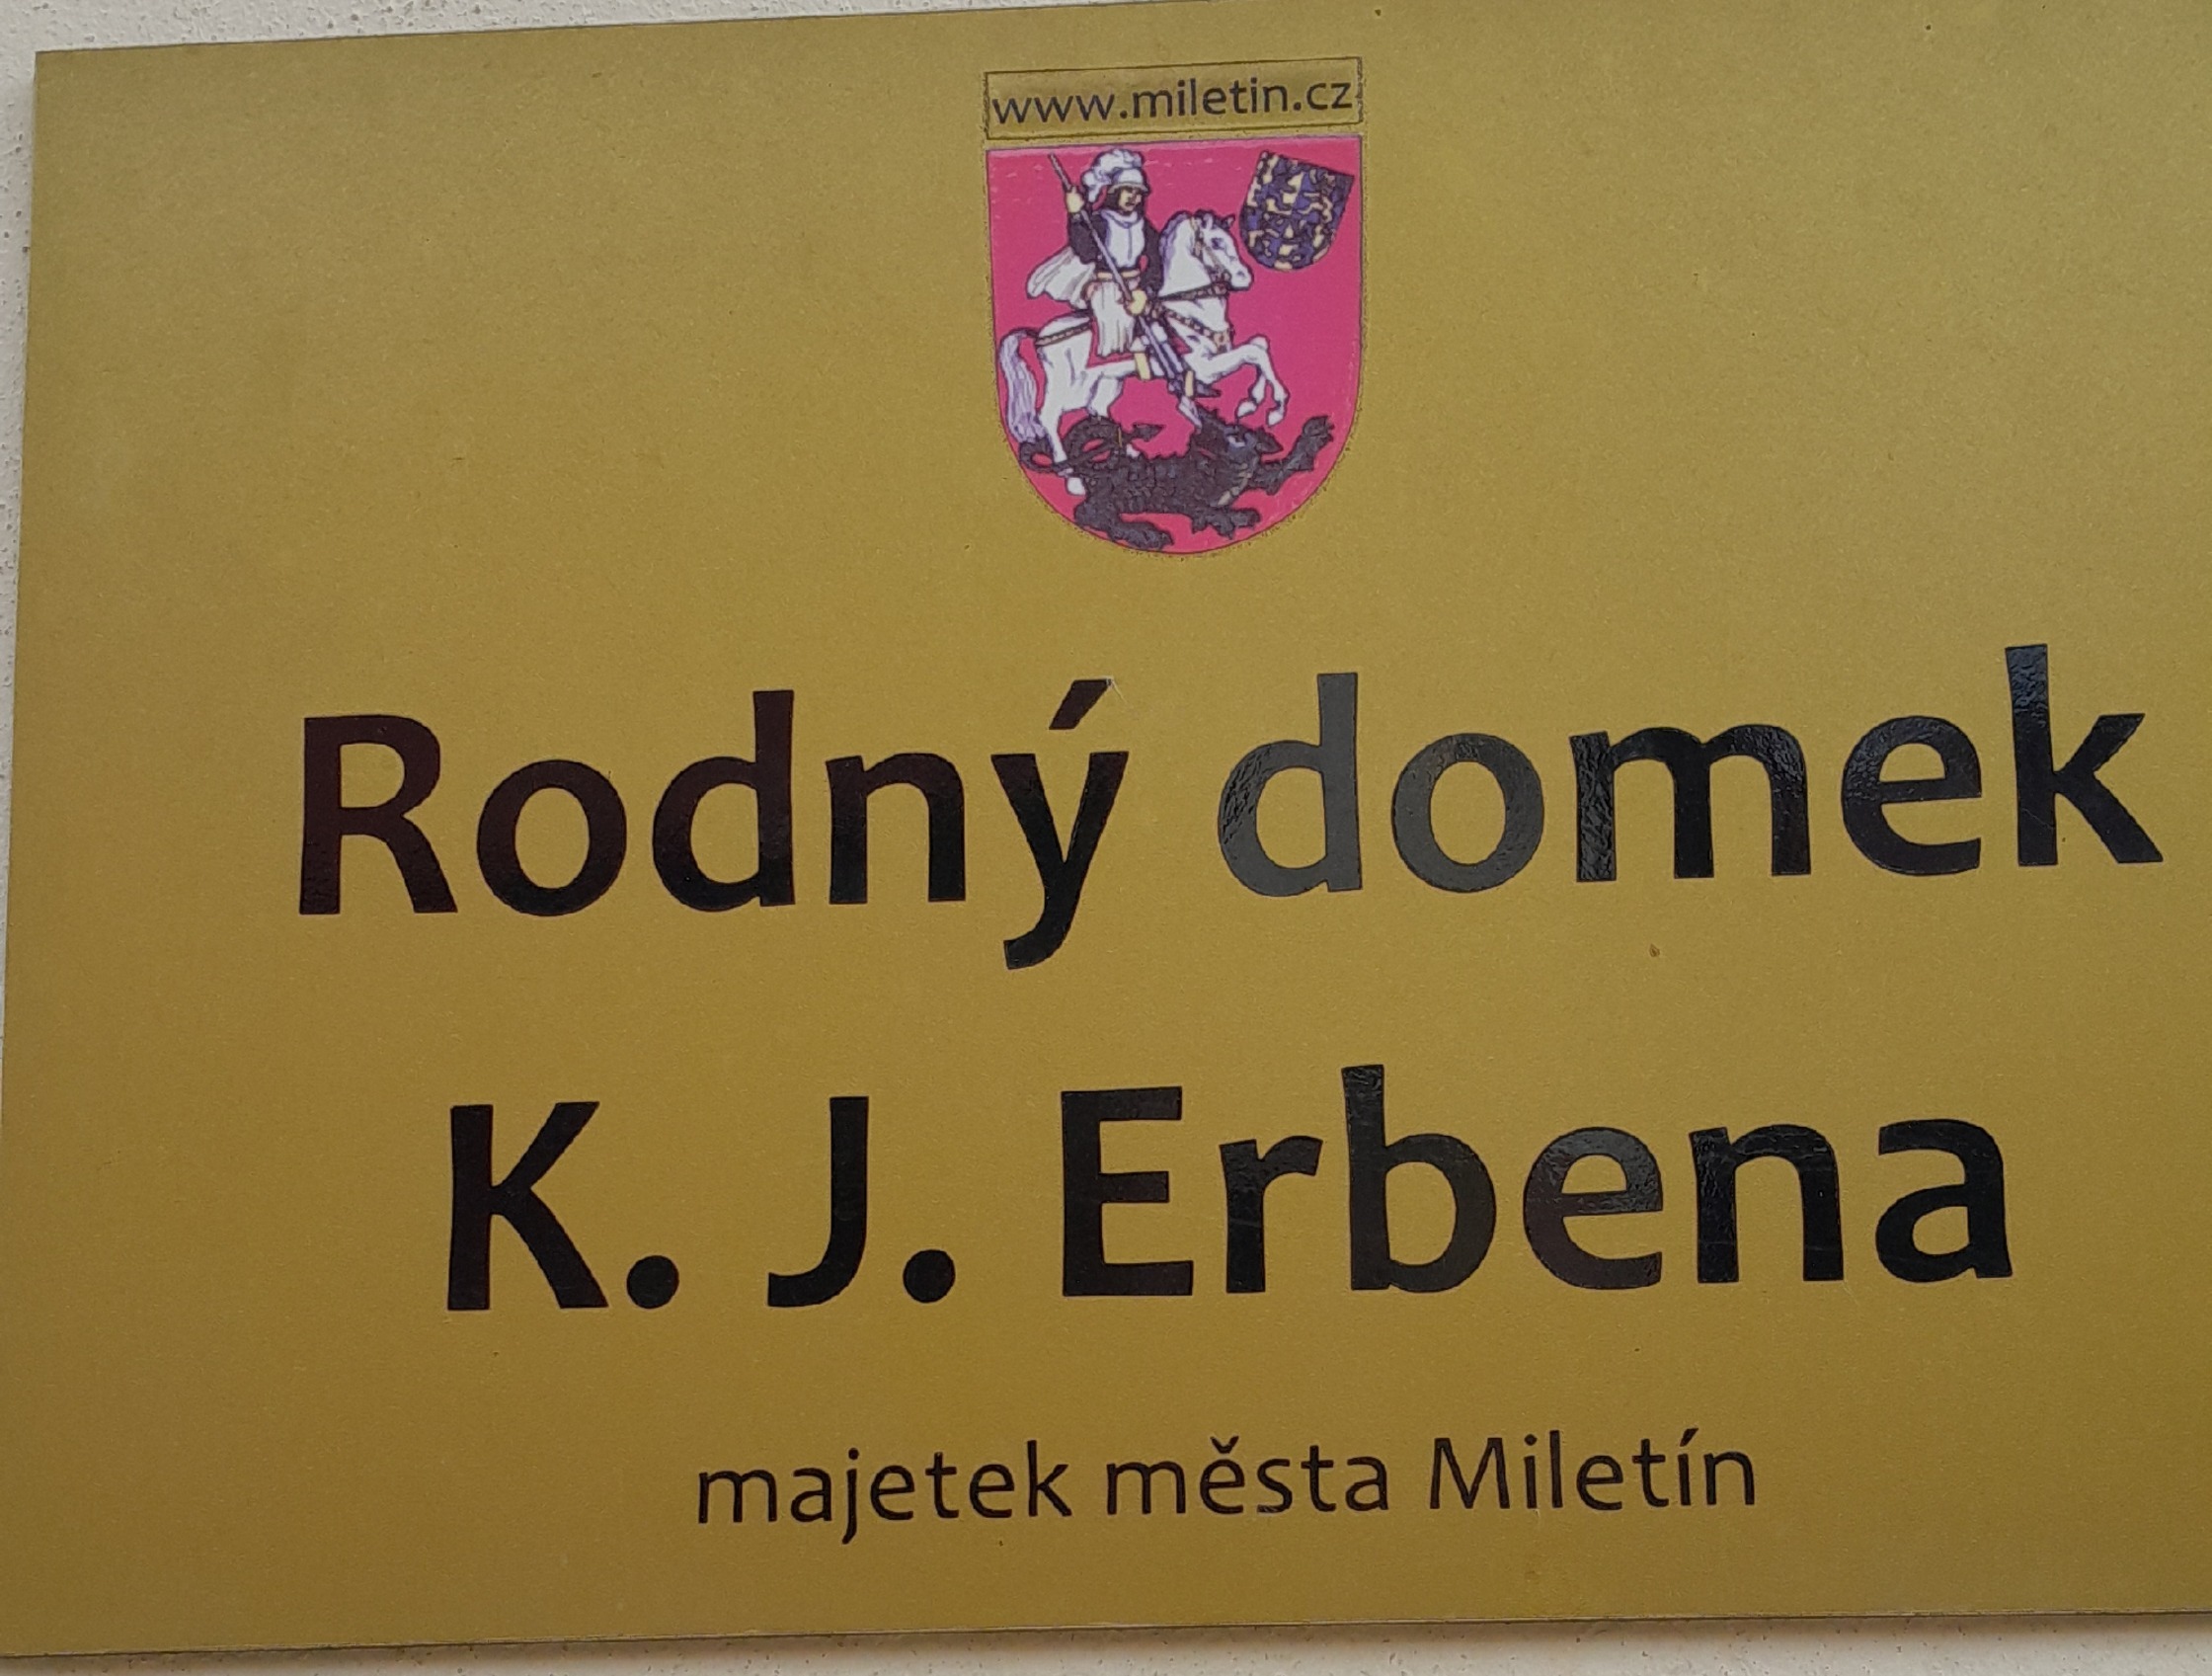 www.miletin.cz
Rodný domek
K. J. Erbena
majetek města Miletín